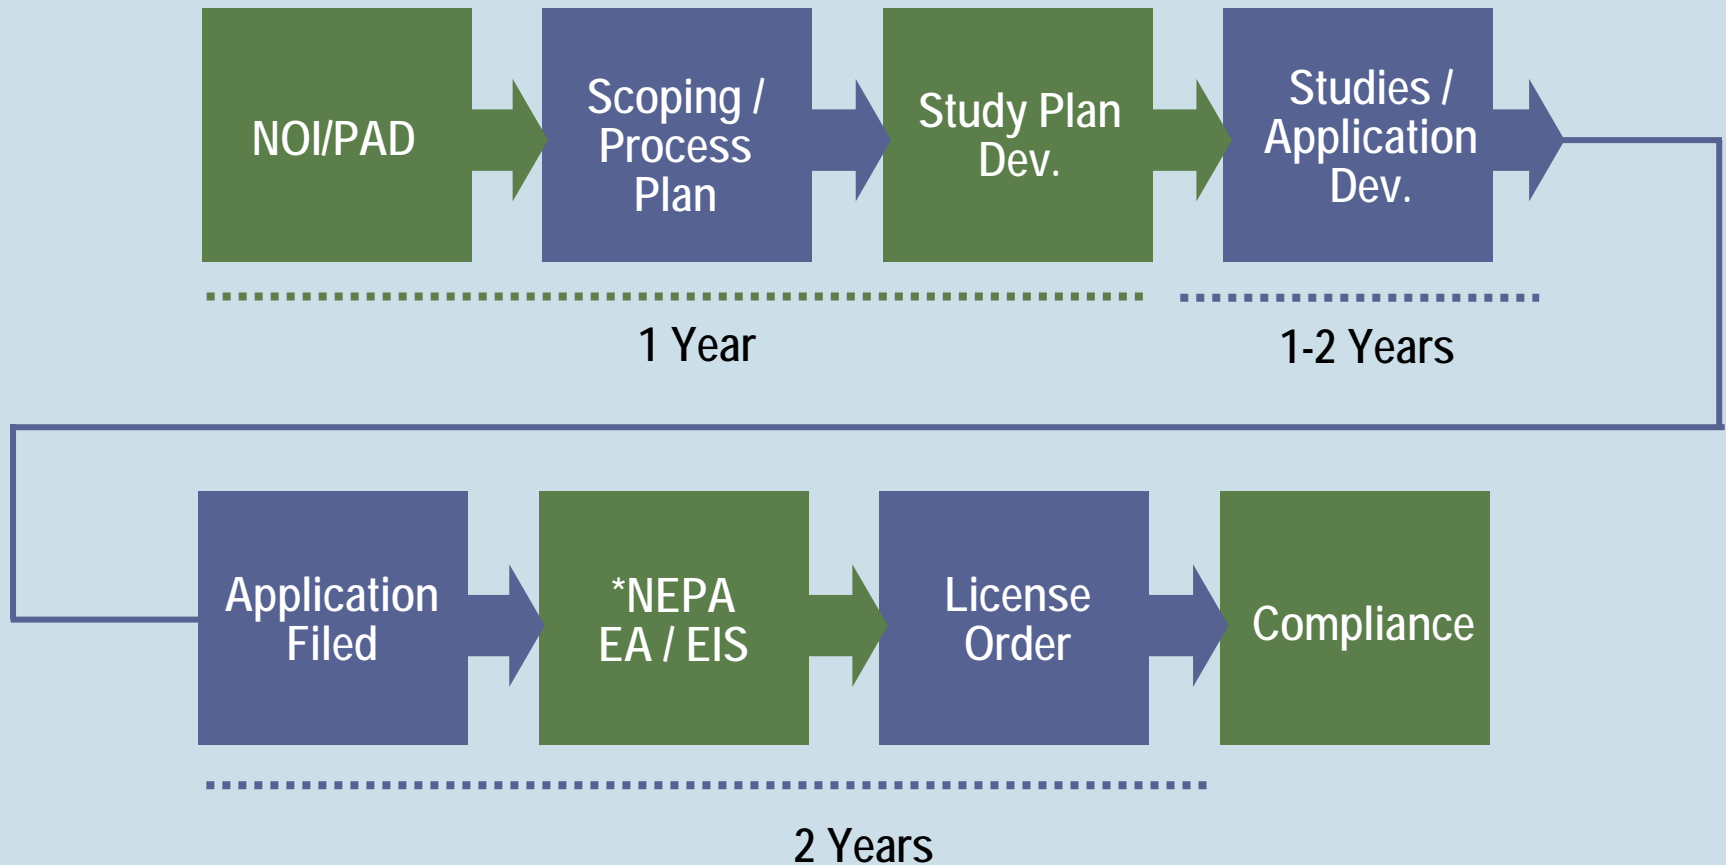 NOI/PAD
Scoping /
Process
Plan
Study Plan
Dev.
Studies /
Application
Dev.
1 Year
1-2 Years
Application
Filed
*NEPA
EA / EIS
License
Order
Compliance
2 Years